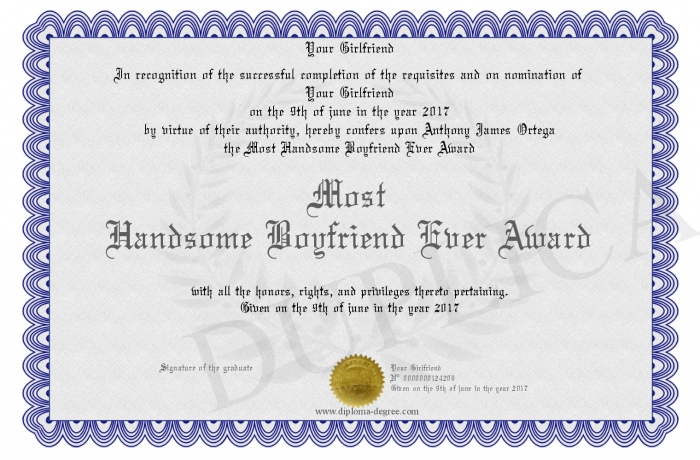 Your Girlfriend
In recognition of the successful completion of the requisites and on nomination of
Your Girlfriend
on the 9th of june in the year 2017
by virtue of their authority, hereby confers upon Anthony James Ortega
the Most Handsome Boyfriend Ever Award
Most
Handsome Boyfriend Ever Award
with all the honors, rights, and privileges thereto pertaining.
Given on the 9th of june in the year 2017
DUPLICA
Signature of the graduate
Your Girlfriend
Nº 0000000124209
Given on the 9th of june in the year 2017
www.diploma-degree.com